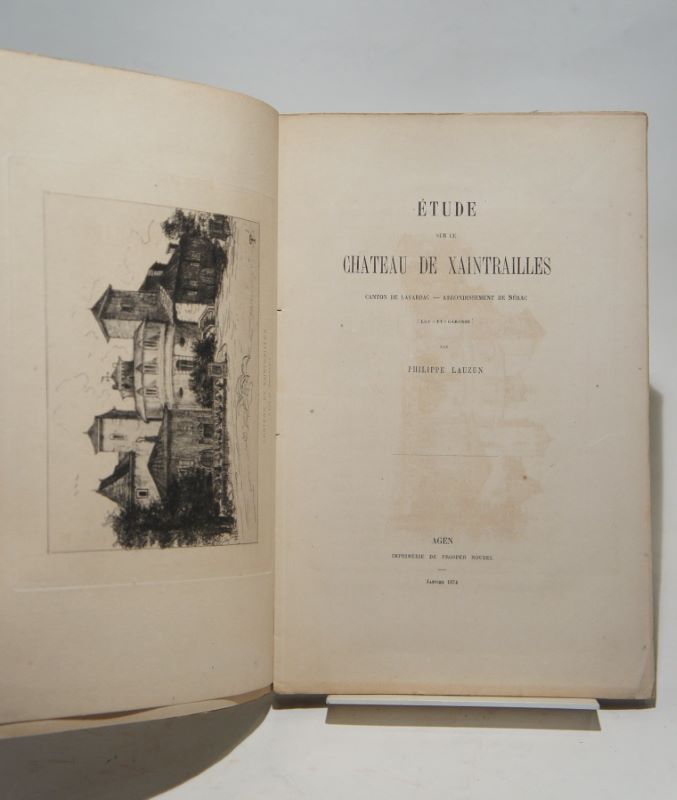 ÉTUDE
SUR LE
CHATEAU DE XAINTRAILLES
CANTON DE LAVARDAC — ARRONDISSEMENT DE NÉRAC
(LOT-ET-GARONNE)
PAR
PHILIPPE LAUZUN
AGEN
IMPRIMERIE DE PROSPER NOUBEL
JANVIER 1874